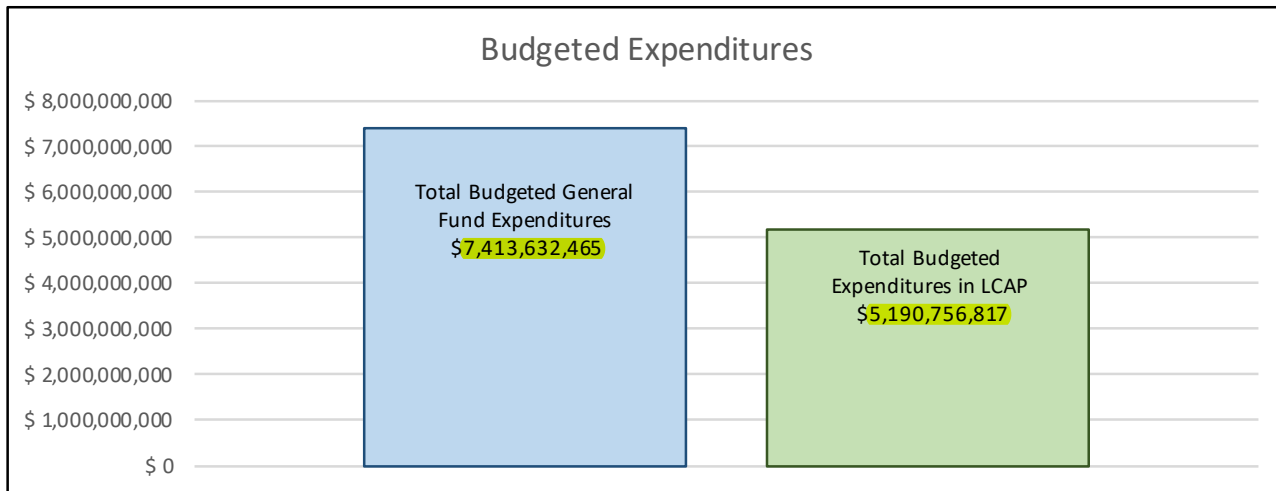 Budgeted Expenditures
$ 8,000,000,000
$ 7,000,000,000
$ 6,000,000,000
$ 5,000,000,000
$ 4,000,000,000
$ 3,000,000,000
$ 2,000,000,000
$ 1,000,000,000
$ 0
Total Budgeted General
Fund Expenditures
$7,413,632,465
Total Budgeted
Expenditures in LCAP
$5,190,756,817